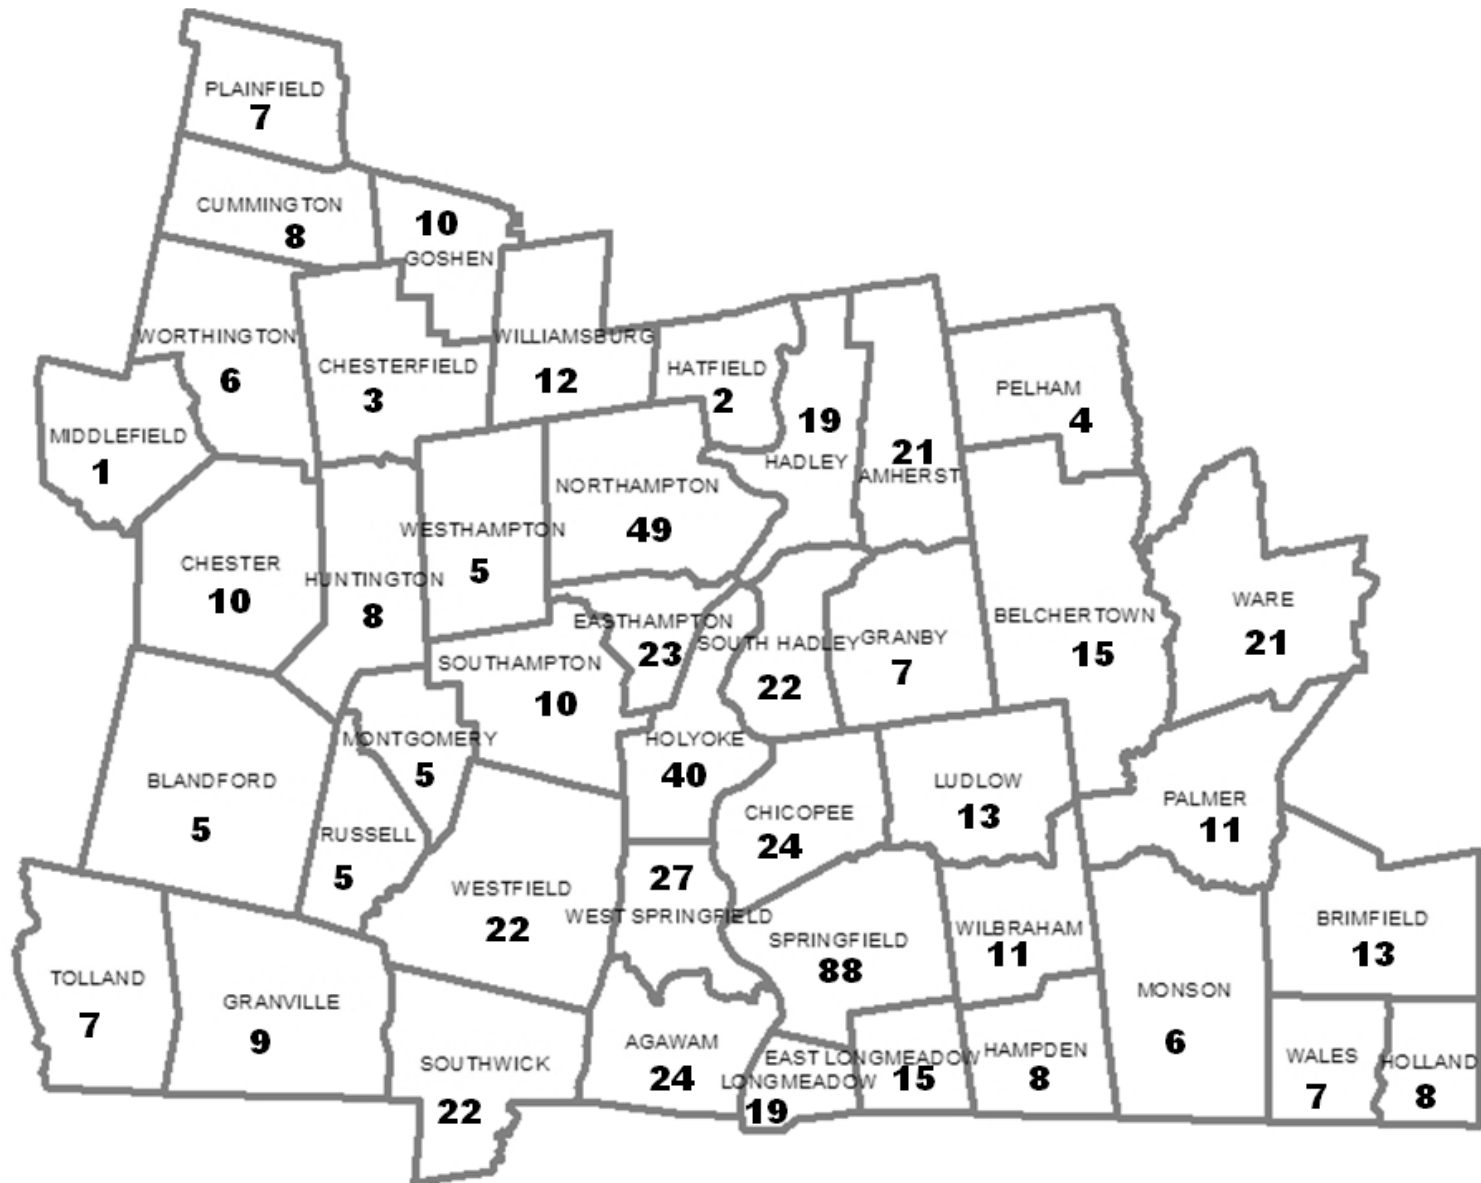 PLAINFIELD
7
CUMMINGTON
8
10
GOSHEN
WORTHINGTON
6
CHESTERFIELD
3
WILLIAMSBURG
12
HATFIELD
2
19
HADLEY
21
AMHERST
PELHAM
4
MIDDLEFIELD
1
NORTHAMPTON
49
WESTHAMPTON
5
CHESTER
10
HUNTINGTON
8
EASTHAMPTON
23
SOUTH HADLEY
22
GRANBY
7
BELCHERTOWN
15
WARE
21
SOUTHAMPTON
10
MONTGOMERY
5
HOLYOKE
40
BLANDFORD
5
RUSSELL
5
CHICOPEE
24
LUDLOW
13
PALMER
11
WESTFIELD
22
27
WEST SPRINGFIELD
SPRINGFIELD
88
WILBRAHAM
11
BRIMFIELD
13
TOLLAND
7
GRANVILLE
9
MONSON
6
SOUTHWICK
22
AGAWAM
24
EAST LONGMEADOW
15
LONGMEADOW
19
HAMPDEN
8
WALES
7
HOLLAND
8